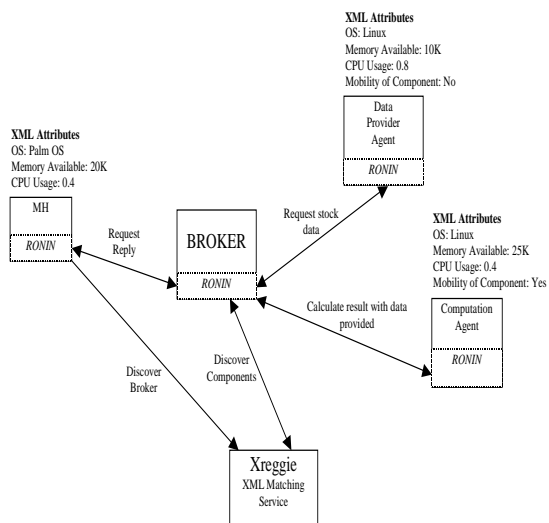 XML Attributes
OS: Linux
Memory Available: 10K
CPU Usage: 0.8
Mobility of Component: No
Data
Provider
Agent
RONIN
XML Attributes
OS: Palm OS
Memory Available: 20K
CPU Usage: 0.4
MH
RONIN
Request
Reply
BROKER
RONIN
Request stock
data
XML Attributes
OS: Linux
Memory Available: 25K
CPU Usage: 0.4
Mobility of Component: Yes
Computation
Agent
RONIN
Calculate result with data
provided
Discover
Broker
Discover
Components
Xreggie
XML Matching
Service